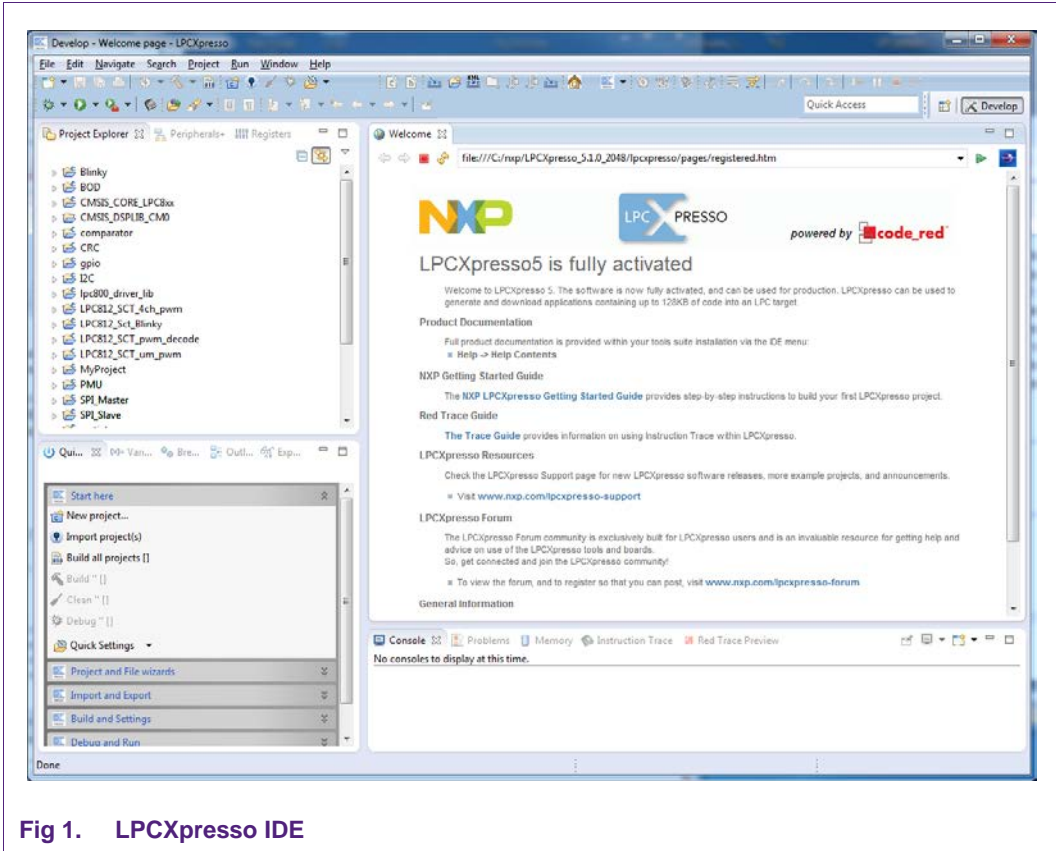 Develop - Welcome page - LPCXpresso
File Edit Navigate Search Project Run Window Help
Quick Access
Develop
Project Explorer Peripherals+ Registers
Blinky
BOD
CMSIS_CORE_LPC8xx
CMSIS_DSPLIB_CM0
comparator
CRC
gpio
I2C
lpc800_driver_lib
LPC812_SCT_4ch_pwm
LPC812_Sct_Blinky
LPC812_SCT_pwm_decode
LPC812_SCT_um_pwm
MyProject
PMU
SPI_Master
SPI_Slave
Qui... (x)= Var... Bre... Outl... Exp...
Start here
New project...
Import project(s)
Build all projects []
Build '' []
Clean '' []
Debug '' []
Quick Settings
Project and File wizards
Import and Export
Build and Settings
Debug and Run
Welcome
file:///C:/nxp/LPCXpresso_5.1.0_2048/lpcxpresso/pages/registered.htm
NXP
LPC XPRESSO
powered by code_red
LPCXpresso5 is fully activated
Welcome to LPCXpresso 5. The software is now fully activated, and can be used for production. LPCXpresso can be used to
generate and download applications containing up to 128KB of code into an LPC target
Product Documentation
Full product documentation is provided within your tools suite installation via the IDE menu:
Help -> Help Contents
NXP Getting Started Guide
The NXP LPCXpresso Getting Started Guide provides step-by-step instructions to build your first LPCXpresso project.
Red Trace Guide
The Trace Guide provides information on using Instruction Trace within LPCXpresso.
LPCXpresso Resources
Check the LPCXpresso Support page for new LPCXpresso software releases, more example projects, and announcements.
Visit www.nxp.com/lpcxpresso-support
LPCXpresso Forum
The LPCXpresso Forum community is exclusively built for LPCXpresso users and is an invaluable resource for getting help and
advice on use of the LPCXpresso tools and boards.
So, get connected and join the LPCXpresso community!
To view the forum, and to register so that you can post, visit www.nxp.com/lpcxpresso-forum
General Information
Console Problems Memory Instruction Trace Red Trace Preview
No consoles to display at this time.
Done
Fig 1. LPCXpresso IDE